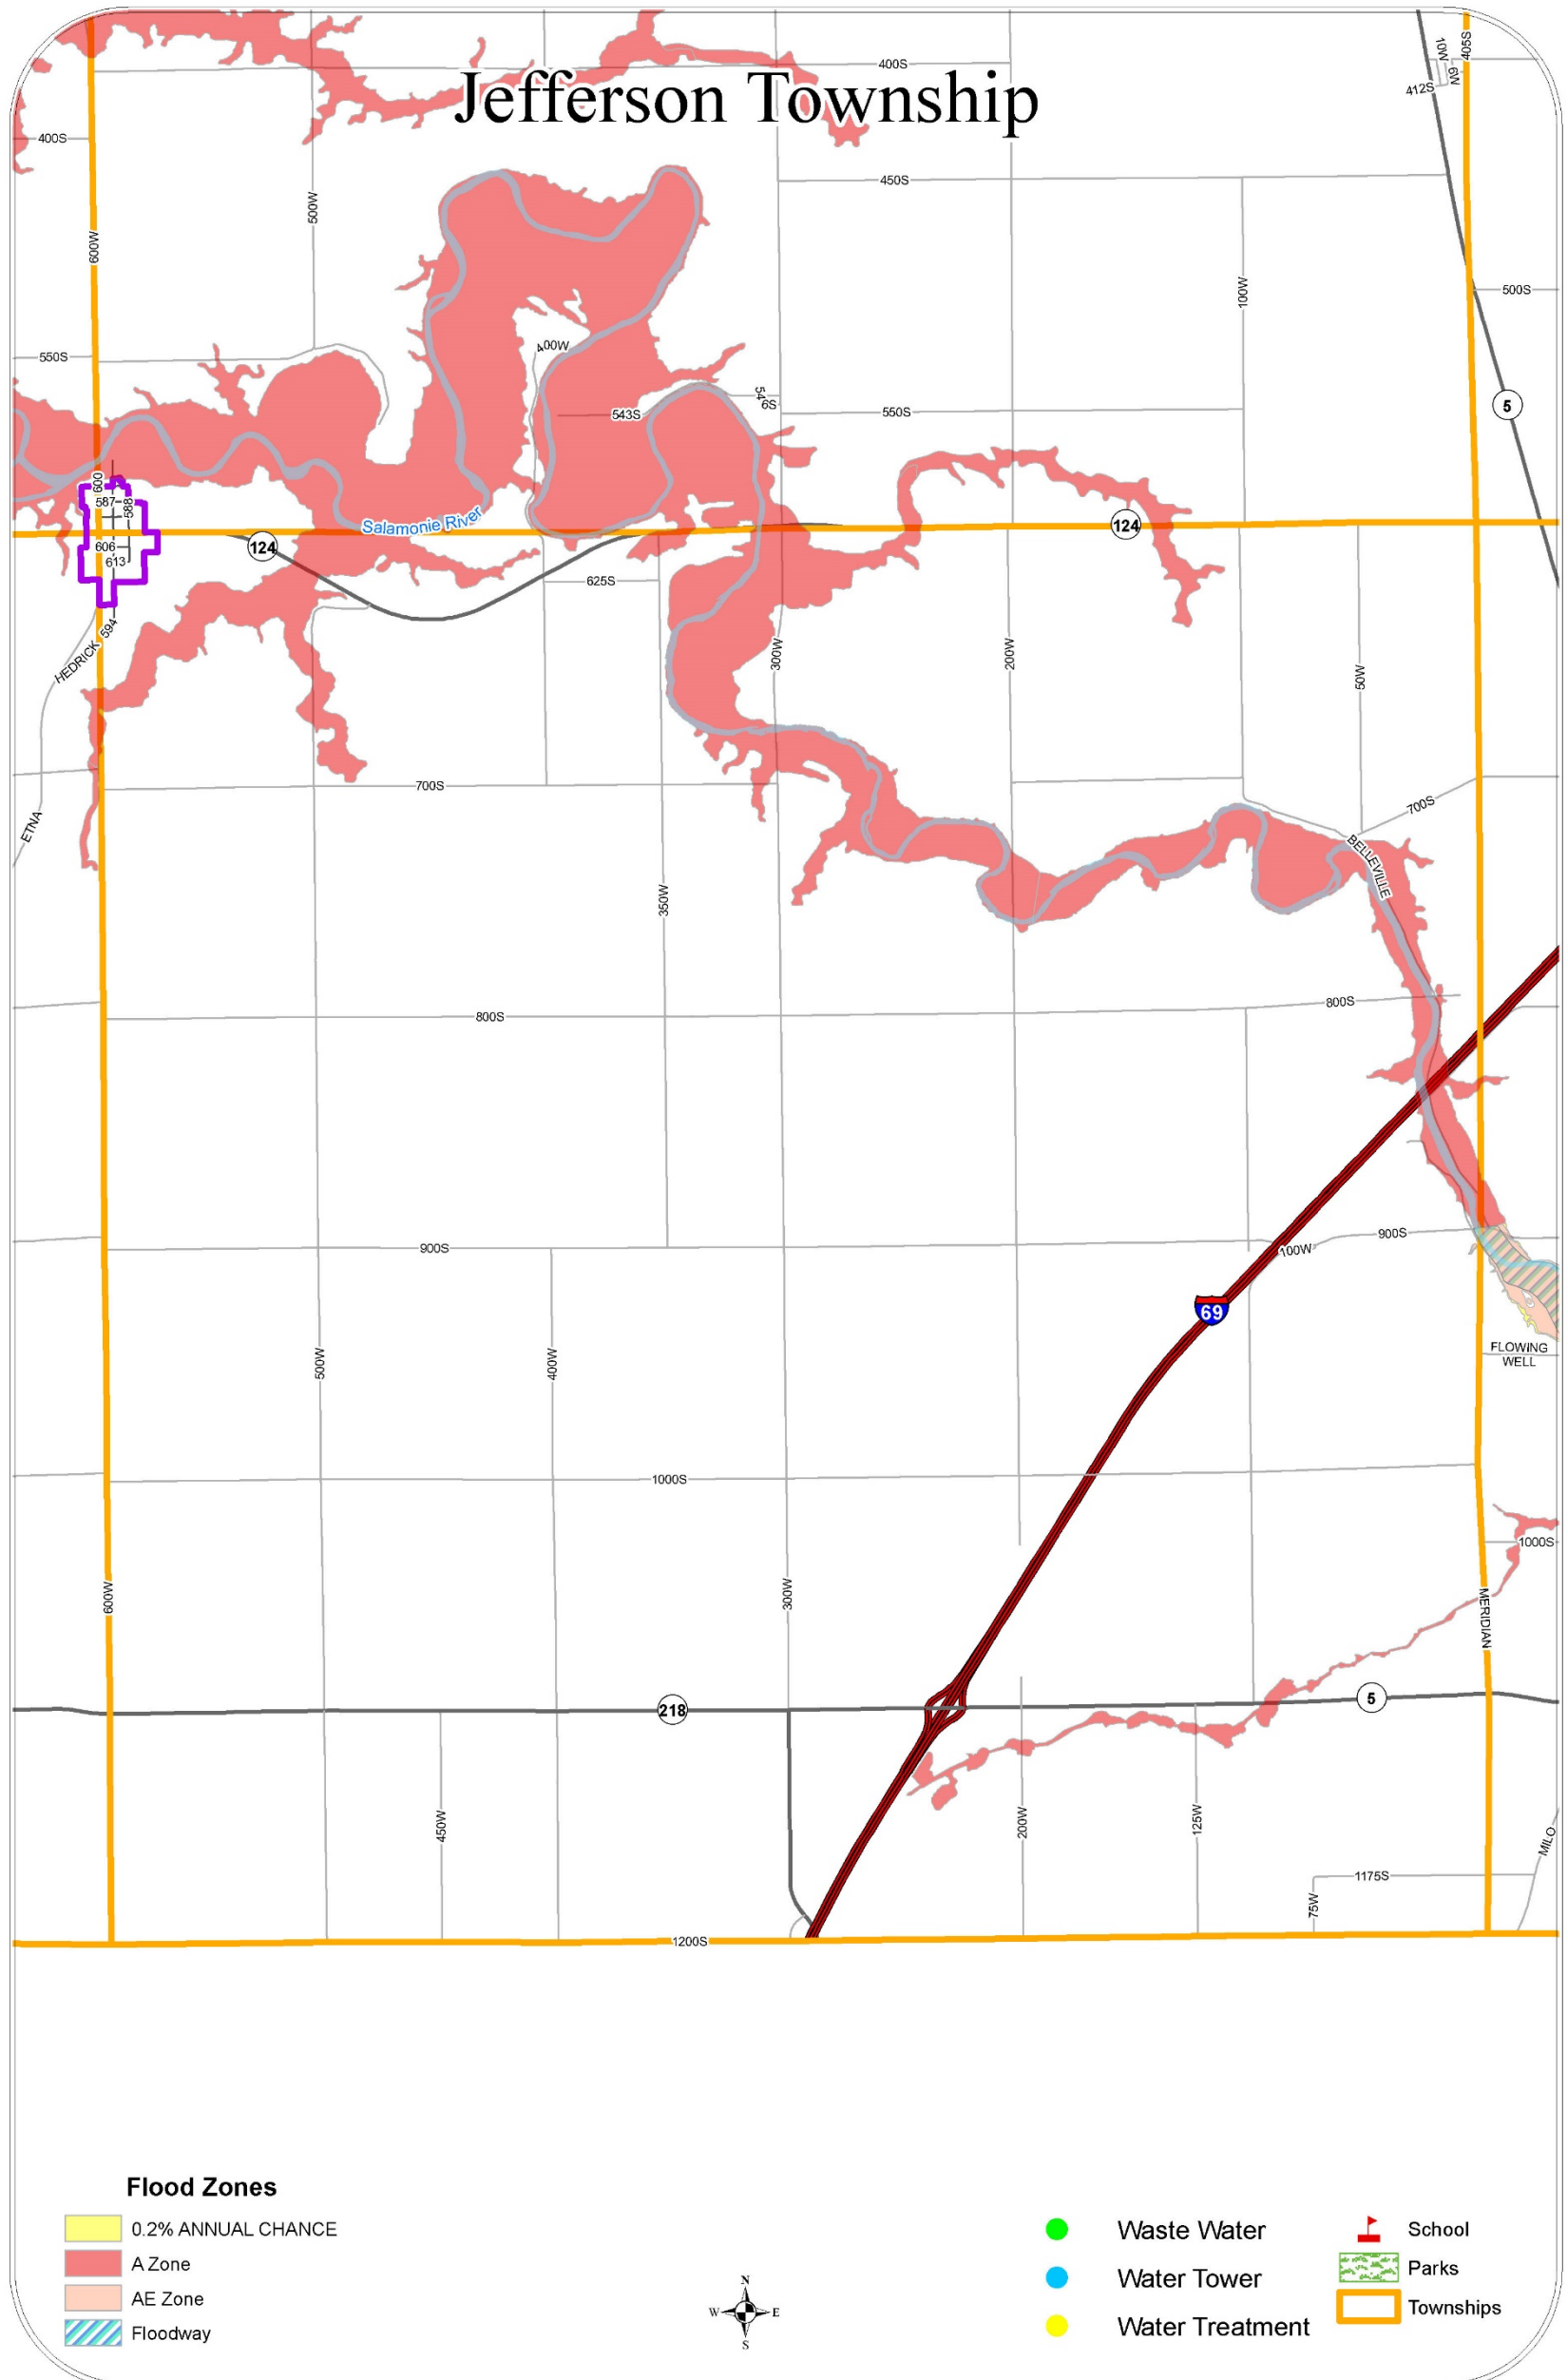 10W
6W
405S
400S
412S
Jefferson Township
400S
450S
500W
600W
100W
500S
550S
400W
546S
5
543S
550S
600
587
588
Salamonie River
124
124
606
613
625S
594
HEDRICK
300W
200W
50W
700S
700S
ETNA
BELLEVILLE
350W
800S
800S
900S
900S
100W
69
FLOWING
WELL
500W
400W
1000S
1000S
600W
300W
MERIDIAN
218
5
450W
200W
125W
MILO
1175S
75W
1200S
Flood Zones
0.2% ANNUAL CHANCE
A Zone
AE Zone
Floodway
N
W
E
S
Waste Water
Water Tower
Water Treatment
School
Parks
Townships